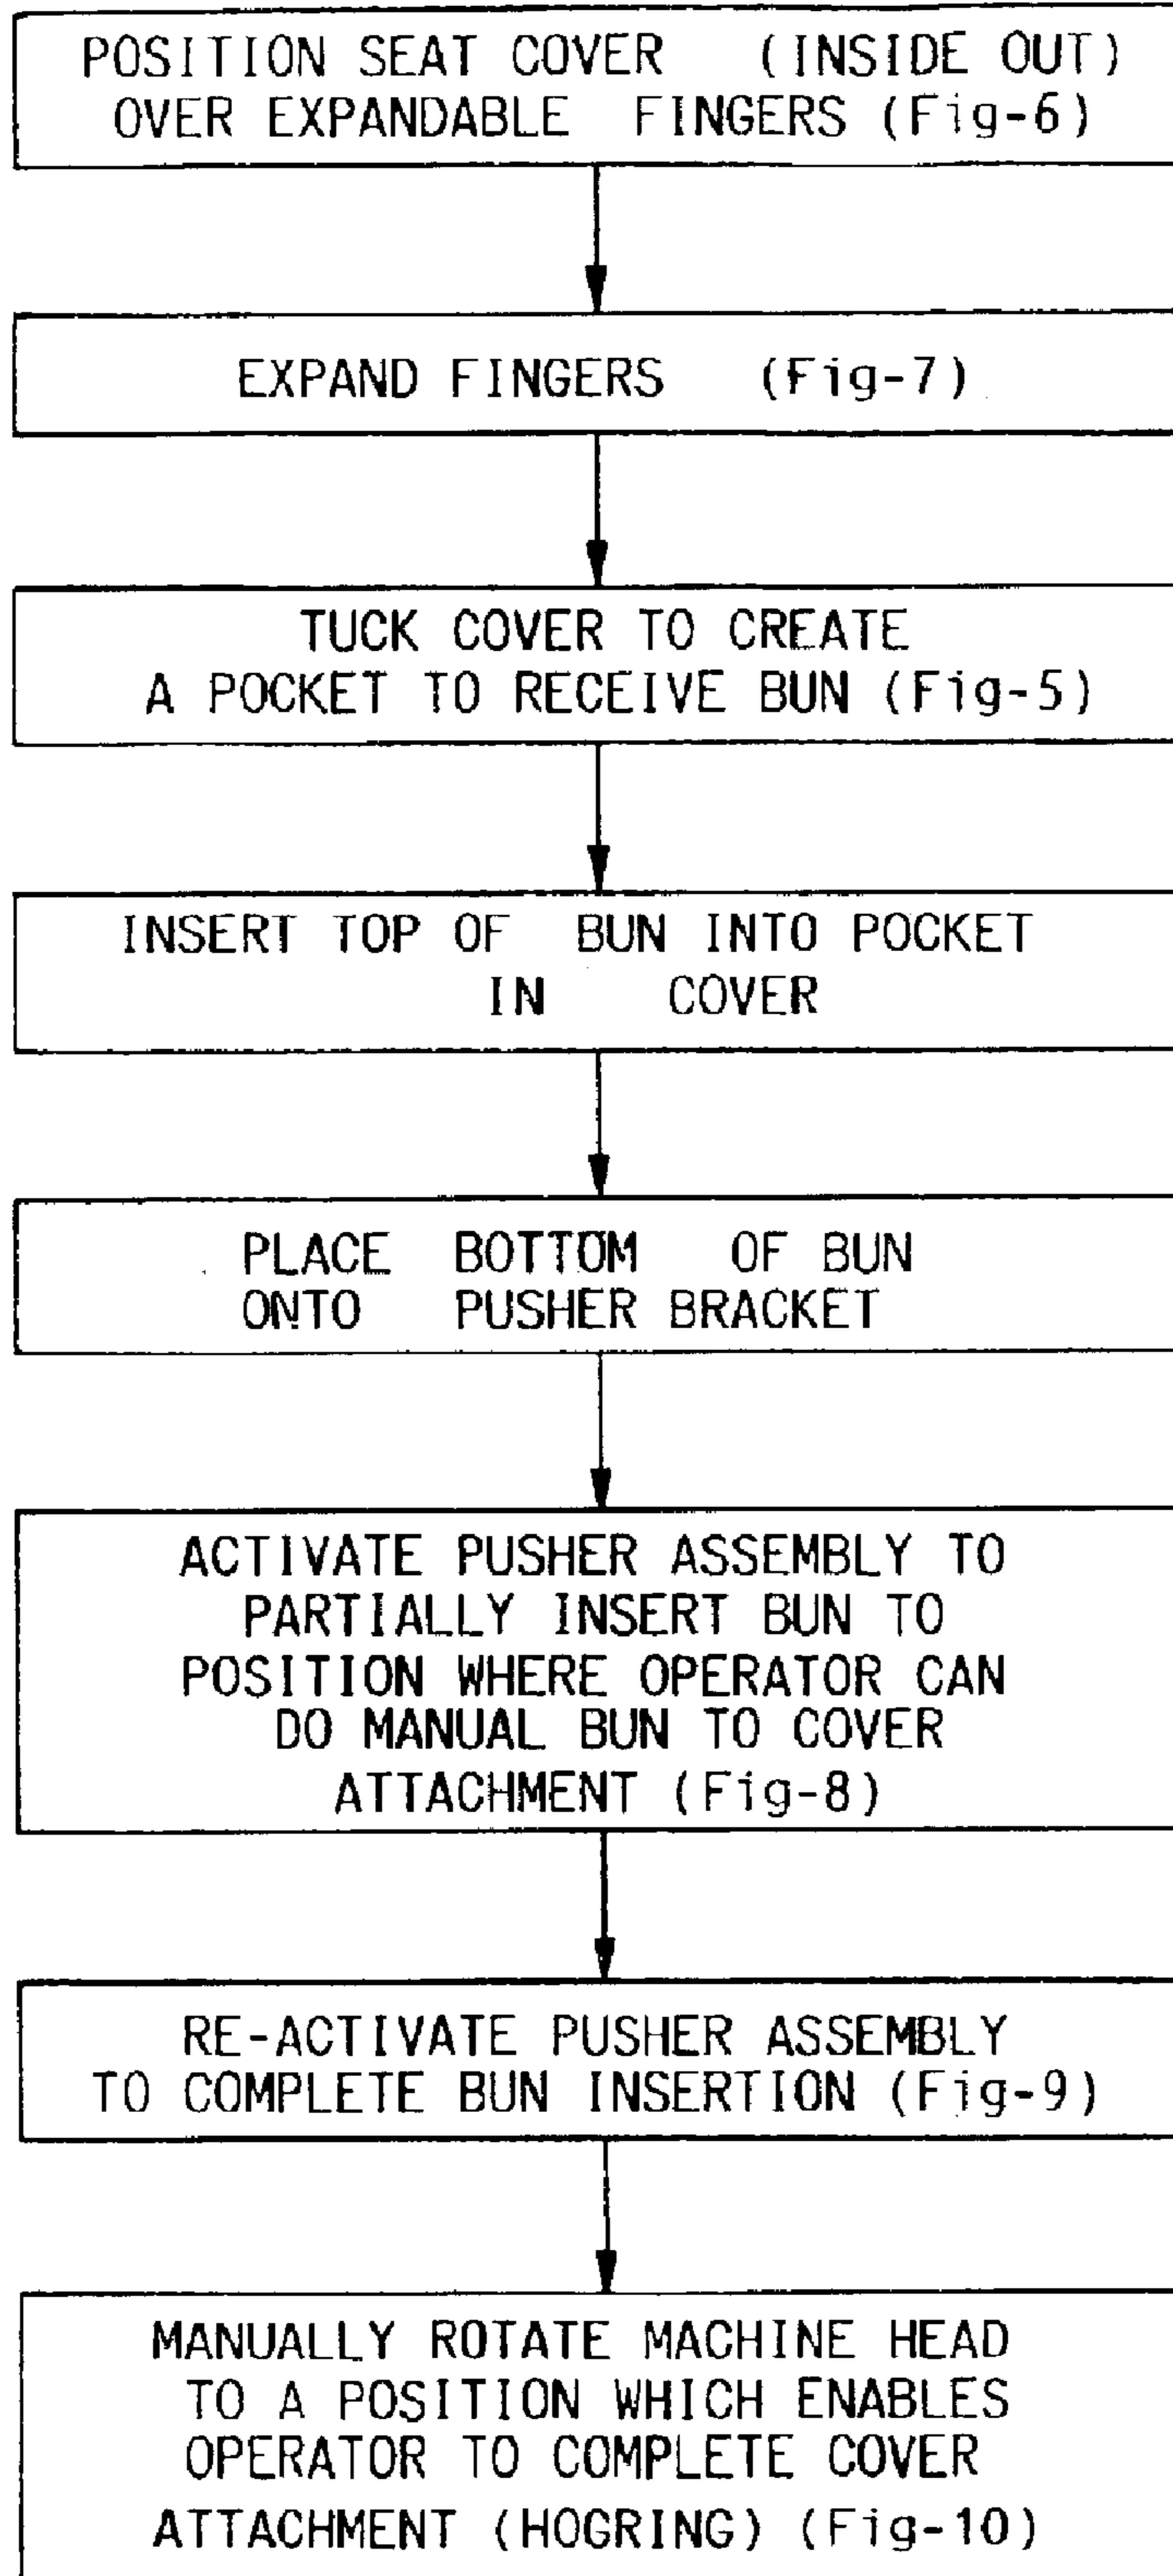 POSITION SEAT COVER (INSIDE OUT)
OVER EXPANDABLE FINGERS (Fig-6)
EXPAND FINGERS (Fig-7)
TUCK COVER TO CREATE
A POCKET TO RECEIVE BUN (Fig-5)
INSERT TOP OF BUN INTO POCKET
IN COVER
PLACE BOTTOM OF BUN
ONTO PUSHER BRACKET
ACTIVATE PUSHER ASSEMBLY TO
PARTIALLY INSERT BUN TO
POSITION WHERE OPERATOR CAN
DO MANUAL BUN TO COVER
ATTACHMENT (Fig-8)
RE-ACTIVATE PUSHER ASSEMBLY
TO COMPLETE BUN INSERTION (Fig-9)
MANUALLY ROTATE MACHINE HEAD
TO A POSITION WHICH ENABLES
OPERATOR TO COMPLETE COVER
ATTACHMENT (HOGRING) (Fig-10)